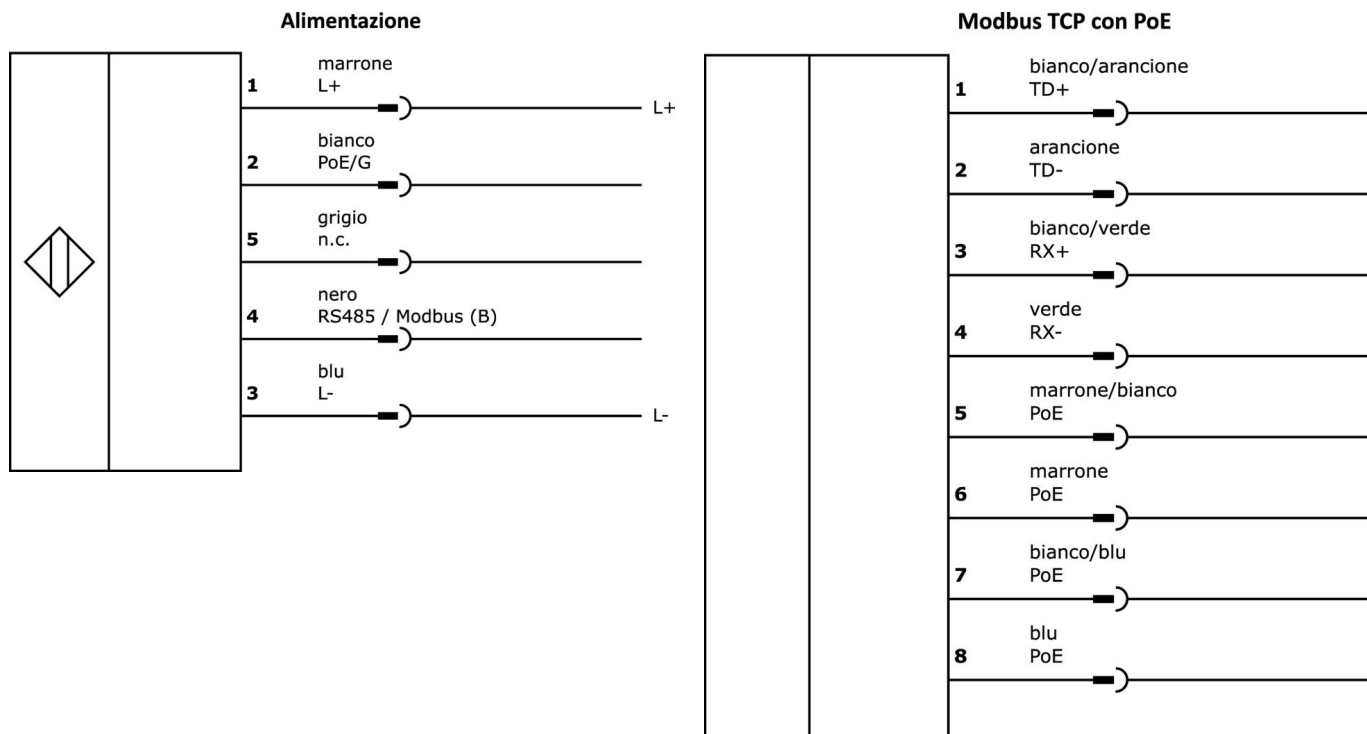 Alimentazione
1
marrone
L+
L+
2
bianco
PoE/G
5
grigio
n.c.
4
nero
RS485 / Modbus (B)
3
blu
L-
L-
Modbus TCP con PoE
1
bianco/arancione
TD+
2
arancione
TD-
3
bianco/verde
RX+
4
verde
RX-
5
marrone/bianco
PoE
6
marrone
PoE
7
bianco/blu
PoE
8
blu
PoE